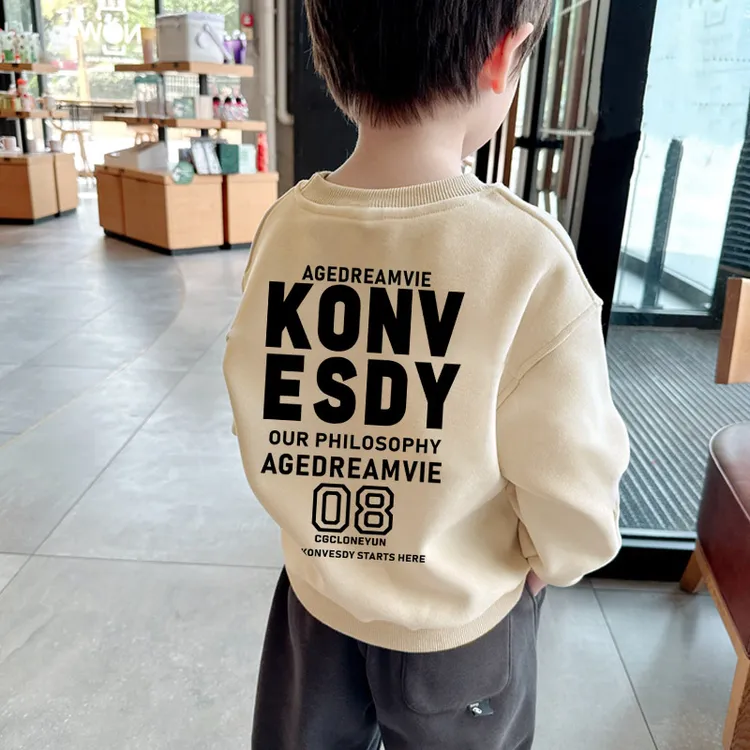 AGEDREAMVIE
KONV
ESDY
OUR PHILOSOPHY
AGEDREAMVIE
08
CGCLONEYUN
KONVESDY STARTS HERE